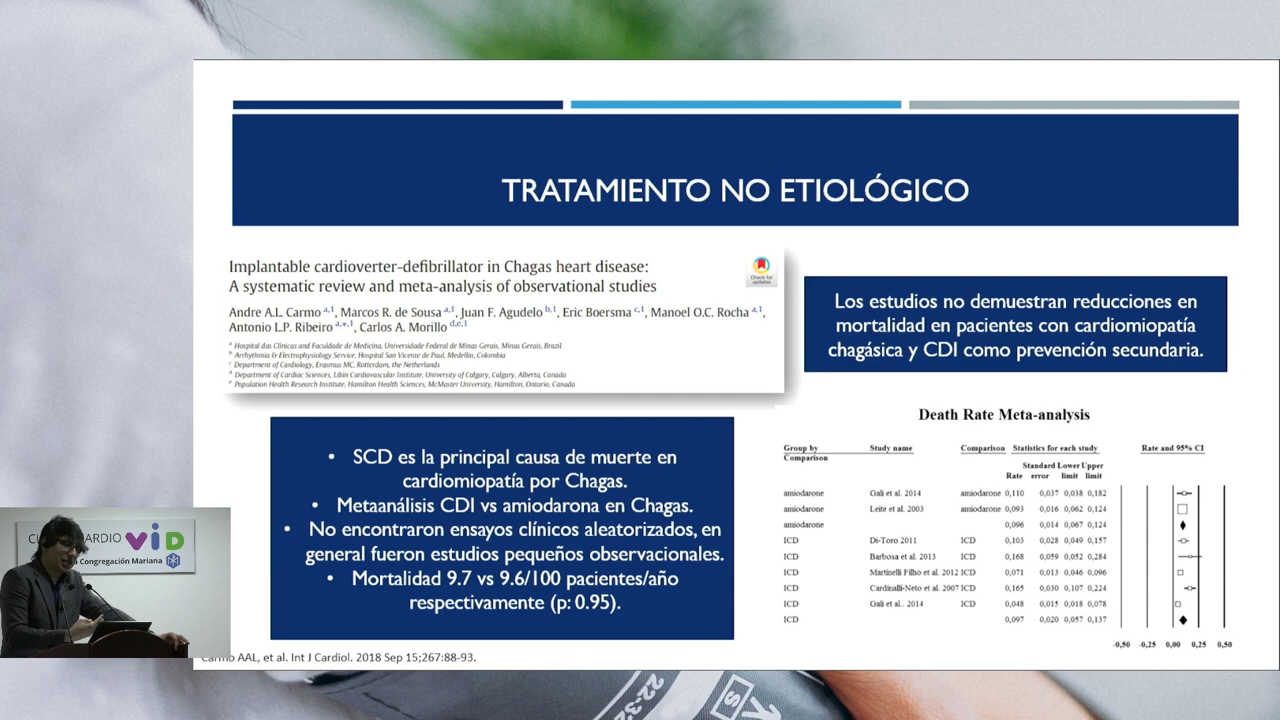 TRATAMIENTO NO ETIOLÓGICO
Implantable cardioverter-defibrillator in Chagas heart disease:
A systematic review and meta-analysis of observational studies
Check for
updates
Andre A.L. Carmo a,1, Marcos R. de Sousa a,1, Juan F. Agudelo b,1, Eric Boersma c,1, Manoel O.C. Rocha a,1,
Antonio L.P. Ribeiro a,*,1, Carlos A. Morillo d,e,1
a Hospital das Clínicas and Faculdade de Medicina, Universidade Federal de Minas Gerais, Minas Gerais, Brazil
b Arrhythmia & Electrophysiology Service, Hospital San Vicente de Paul, Medellin, Colombia
c Department of Cardiology, Erasmus MC, Rotterdam, the Netherlands
d Department of Cardiac Sciences, Libin Cardiovascular Institute, University of Calgary, Calgary, Alberta, Canada
e Population Health Research Institute, Hamilton Health Sciences, McMaster University, Hamilton, Ontario, Canada
Los estudios no demuestran reducciones en
mortalidad en pacientes con cardiomiopatía
chagásica y CDI como prevención secundaria.
• SCD es la principal causa de muerte en
cardiomiopatía por Chagas.
• Metaanálisis CDI vs amiodarona en Chagas.
• No encontraron ensayos clínicos aleatorizados, en
general fueron estudios pequeños observacionales.
• Mortalidad 9.7 vs 9.6/100 pacientes/año
respectivamente (p: 0.95).
Death Rate Meta-analysis
Group by Study name Comparison Statistics for each study Rate and 95% CI
Comparison
Standard Lower Upper
Rate error limit limit
amiodarone Gali et al. 2014 amiodarone 0,110 0,037 0,038 0,182
amiodarone Leite et al. 2003 amiodarone 0,093 0,016 0,062 0,124
amiodarone 0,096 0,014 0,067 0,124
ICD Di-Toro 2011 ICD 0,103 0,028 0,049 0,157
ICD Barbosa et al. 2013 ICD 0,168 0,059 0,052 0,284
ICD Martinelli Filho et al. 2012 ICD 0,071 0,013 0,046 0,096
ICD Cardinalli-Neto et al. 2007 ICD 0,165 0,030 0,107 0,224
ICD Gali et al.. 2014 ICD 0,048 0,015 0,018 0,078
ICD 0,097 0,020 0,057 0,137
-0,50 -0,25 0,00 0,25 0,50
Carmo AAL, et al. Int J Cardiol. 2018 Sep 15;267:88-93.
CARDIO VID
Congregación Mariana